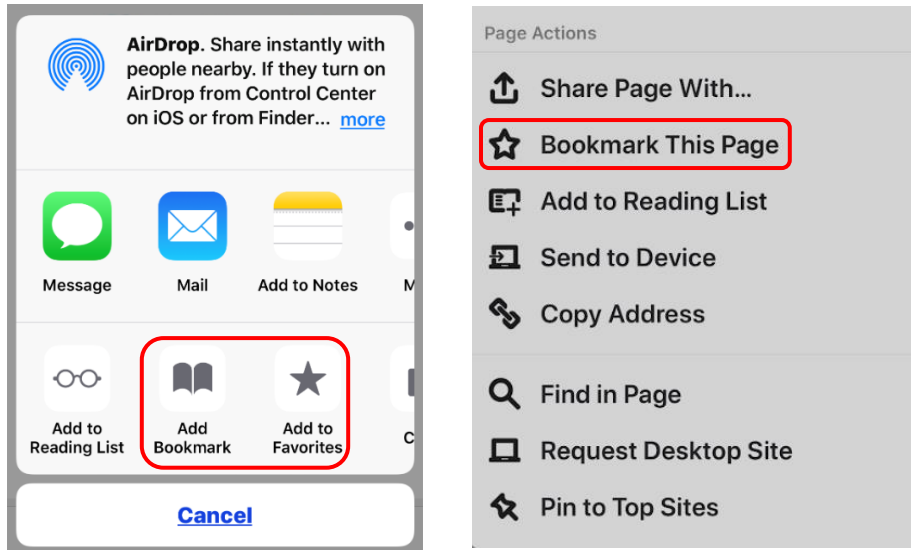 AirDrop. Share instantly with
people nearby. If they turn on
AirDrop from Control Center
on iOS or from Finder... more
Message
Mail
Add to Notes
M
Add to
Reading List
Add
Bookmark
Add to
Favorites
C
Cancel
Page Actions
Share Page With...
Bookmark This Page
Add to Reading List
Send to Device
Copy Address
Find in Page
Request Desktop Site
Pin to Top Sites